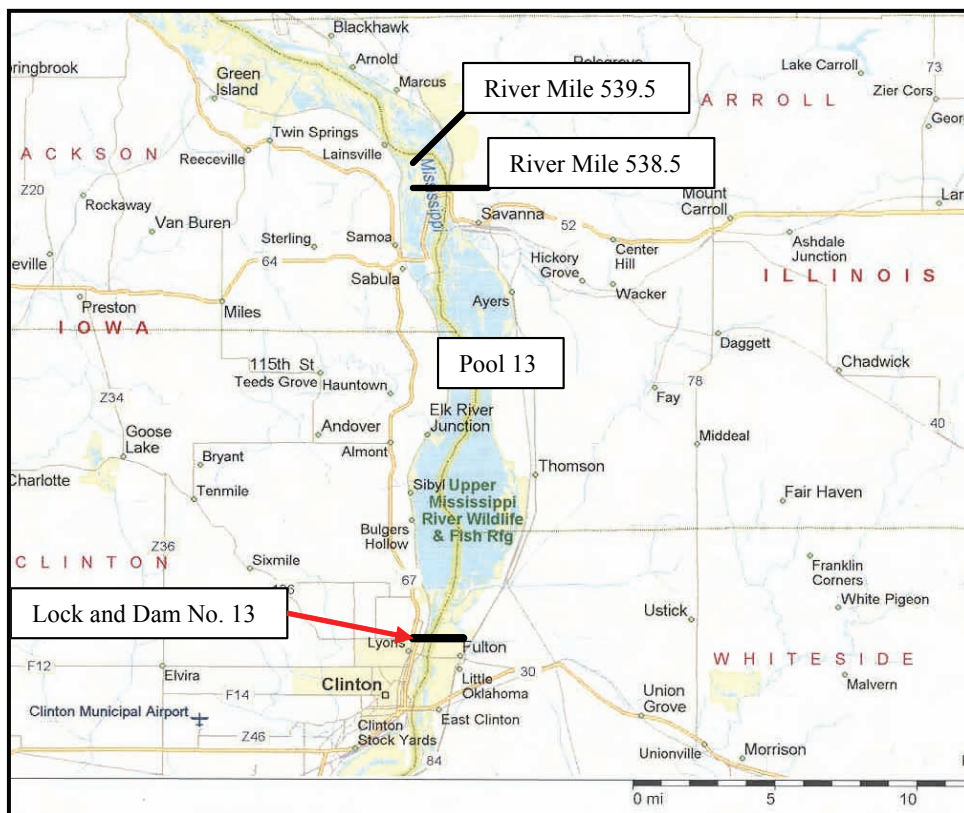 Blackhawk
Arnold
Marcus
Lake Carroll
73
Green
Island
River Mile 539.5
ARROLL
Zier Cors
Georg
Twin Springs
Reeceville
Lainsville
JACKSON
River Mile 538.5
Mississippi
Z20
Rockaway
Van Buren
Savanna
52
Mount
Carroll
Lan
Sterling
Samoa
eville
64
Sabula
Hickory
Grove
Center
Hill
Ashdale
Junction
ILLINOIS
Preston
Miles
Ayers
Wacker
IOWA
Daggett
Pool 13
115th St
Teeds Grove
Hauntown
Chadwick
Z34
Fay
78
40
Goose
Lake
Andover
Almont
Elk River
Junction
Middeal
Charlotte
Bryant
Tenmile
Sibyl
Thomson
Upper
Mississippi
River Wildlife
& Fish Rfg
Fair Haven
Bulgers
Hollow
Z36
CLINTON
Sixmile
67
Franklin
Corners
White Pigeon
Lock and Dam No. 13
Ustick
Lyons
Fulton
F12
Elvira
WHITESIDE
Clinton
Little
Oklahoma
30
Malvern
F14
Union
Grove
Clinton Municipal Airport
East Clinton
Z46
Clinton
Stock Yards
Unionville
Morrison
84
0 mi
5
10